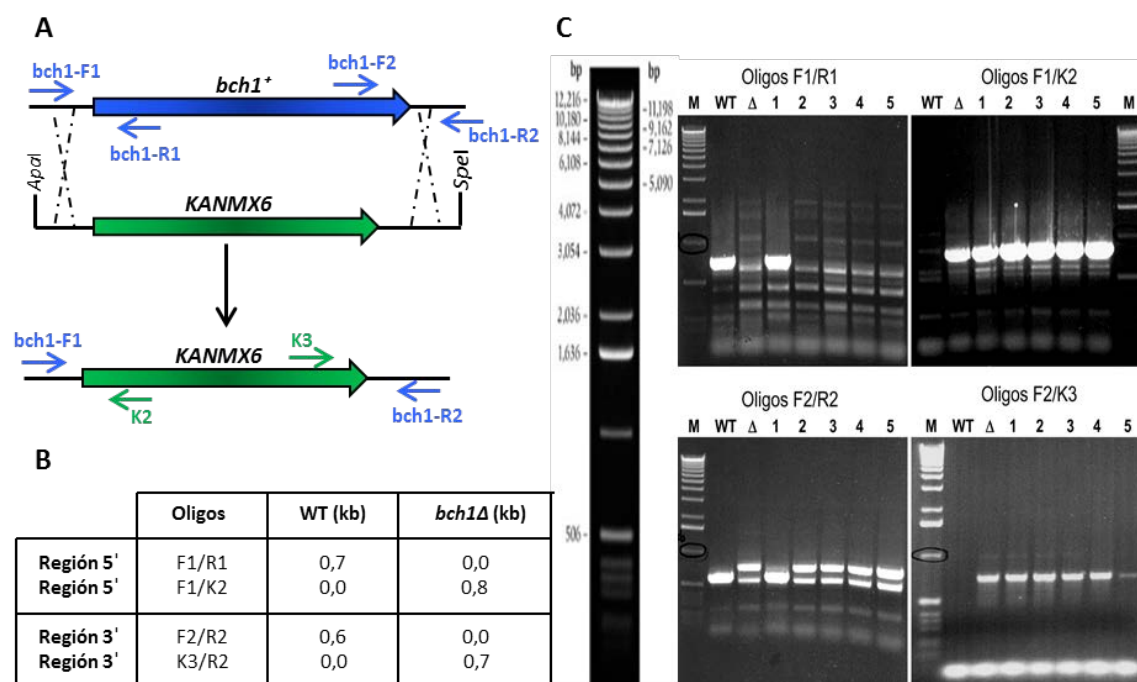 A
bch1-F1
bch1⁺
bch1-F2
bch1-R1
bch1-R2
ApaI
SpeI
KANMX6
bch1-F1
KANMX6
K3
K2
bch1-R2
B
Oligos WT (kb) bch1Δ (kb)
Región 5' F1/R1 0,7 0,0
Región 5' F1/K2 0,0 0,8
Región 3' F2/R2 0,6 0,0
Región 3' K3/R2 0,0 0,7
C
bp bp
12,216 -11,198
10,180 -9,162
8,144 -7,126
6,108
-5,090
4,072
3,054
2,036
1,636
506
Oligos F1/R1
M WT Δ 1 2 3 4 5
Oligos F1/K2
WT Δ 1 2 3 4 5 M
Oligos F2/R2
M WT Δ 1 2 3 4 5
Oligos F2/K3
M WT Δ 1 2 3 4 5